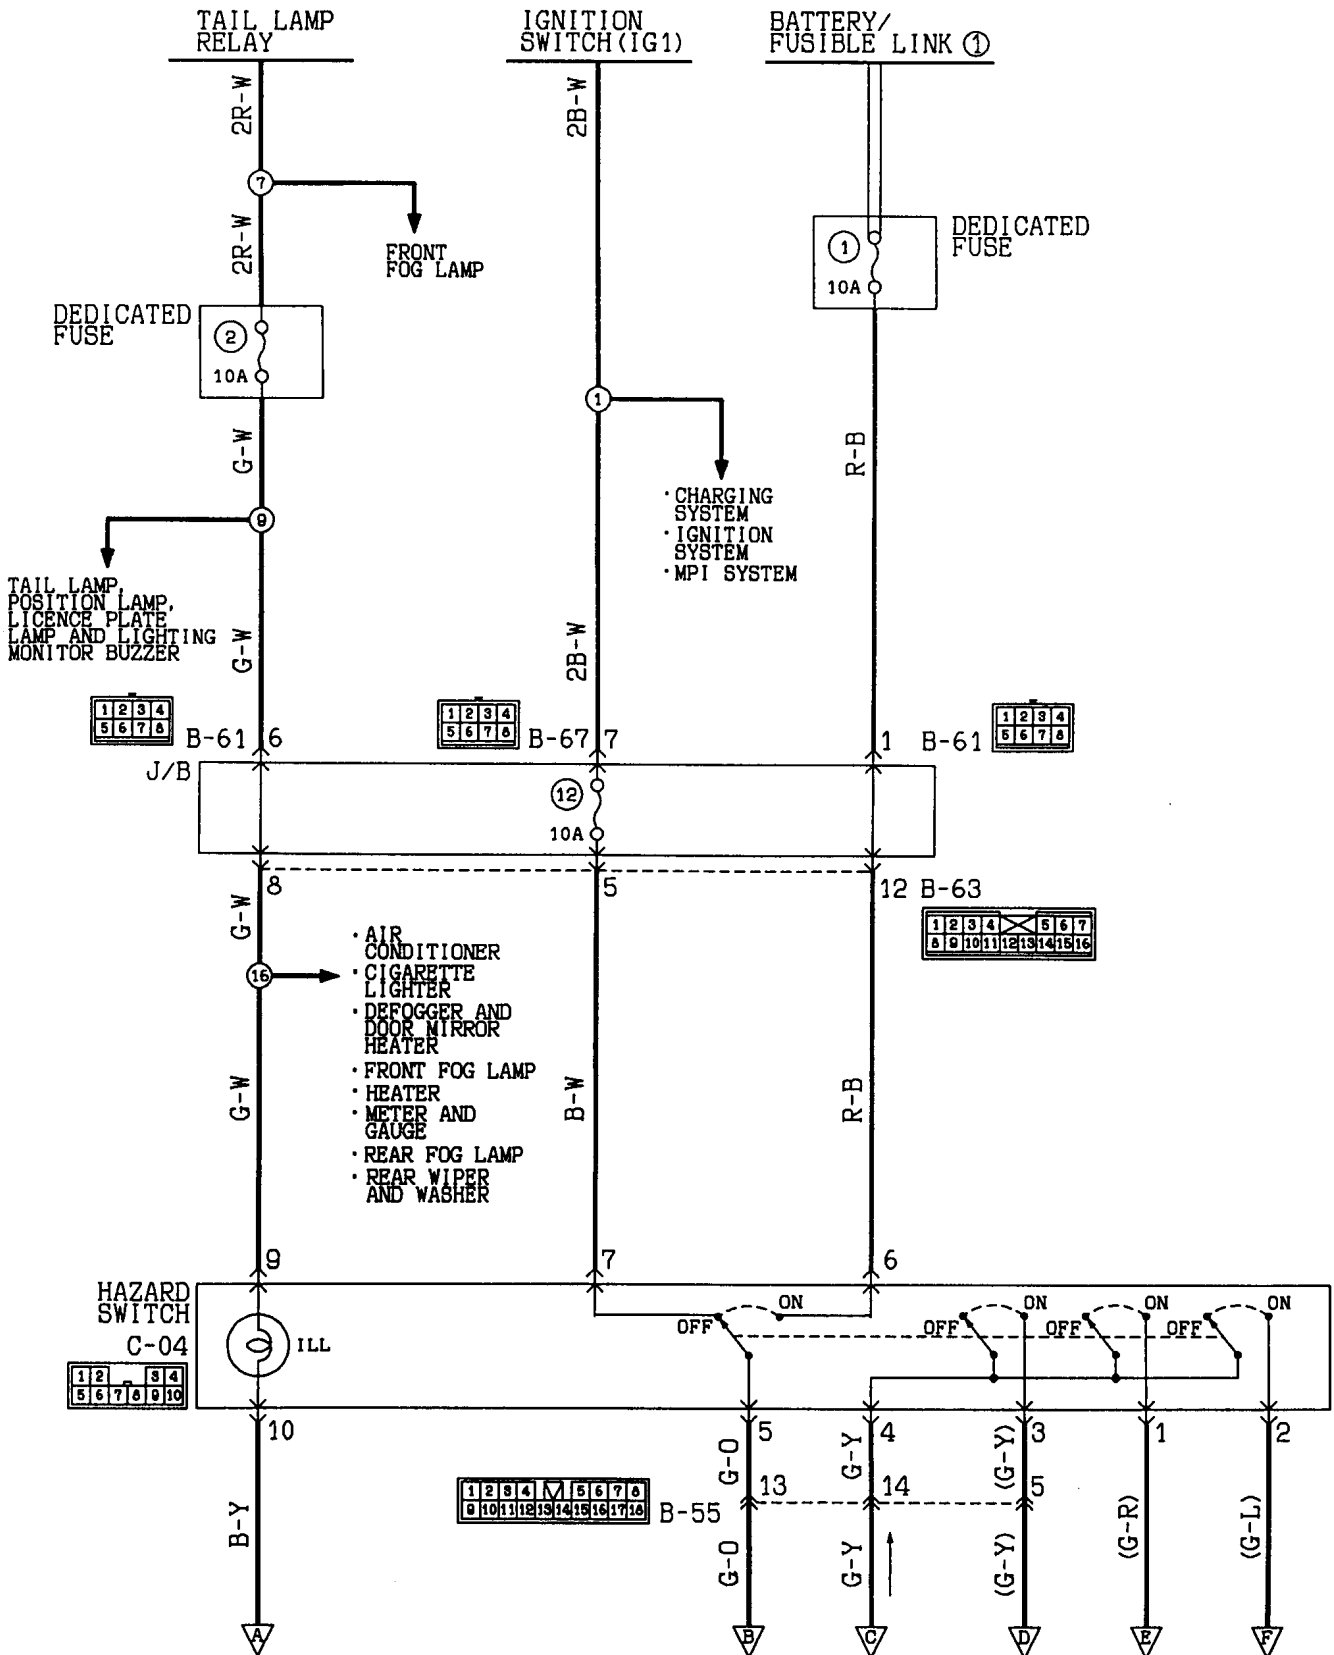 TAIL LAMP
RELAY
IGNITION
SWITCH(IG1)
BATTERY/
FUSIBLE LINK ①
2R-W
2B-W
7
2R-W
FRONT
FOG LAMP
DEDICATED
FUSE
1
10A
DEDICATED
FUSE
2
10A
1
G-W
R-B
·CHARGING
SYSTEM
·IGNITION
SYSTEM
·MPI SYSTEM
9
TAIL LAMP,
POSITION LAMP,
LICENCE PLATE
LAMP AND LIGHTING
MONITOR BUZZER
G-W
2B-W
1 2 3 4
5 6 7 8
B-61 6
1 2 3 4
5 6 7 8
B-67 7
1 B-61
1 2 3 4
5 6 7 8
J/B
12
10A
8
5
12 B-63
1 2 3 4 5 6 7
8 9 10 11 12 13 14 15 16
G-W
16
·AIR
CONDITIONER
·CIGARETTE
LIGHTER
·DEFOGGER AND
DOOR MIRROR
HEATER
·FRONT FOG LAMP
·HEATER
·METER AND
GAUGE
·REAR FOG LAMP
·REAR WIPER
AND WASHER
G-W
B-W
R-B
9
7
6
HAZARD
SWITCH
C-04
1 2 3 4
5 6 7 8 9 10
ILL
OFF ON
OFF ON
OFF ON
OFF ON
10
5
4
3
1
2
G-O
G-Y
(G-Y)
1 2 3 4 5 6 7 8
9 10 11 12 13 14 15 16 17 18
B-55
13
14
5
B-Y
G-O
G-Y
(G-Y)
(G-R)
(G-L)
A
B
C
D
E
F